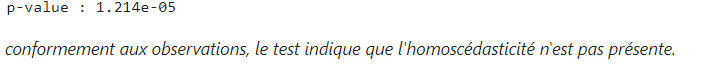 p-value : 1.214e-05
conformement aux observations, le test indique que l'homoscédasticité n'est pas présente.